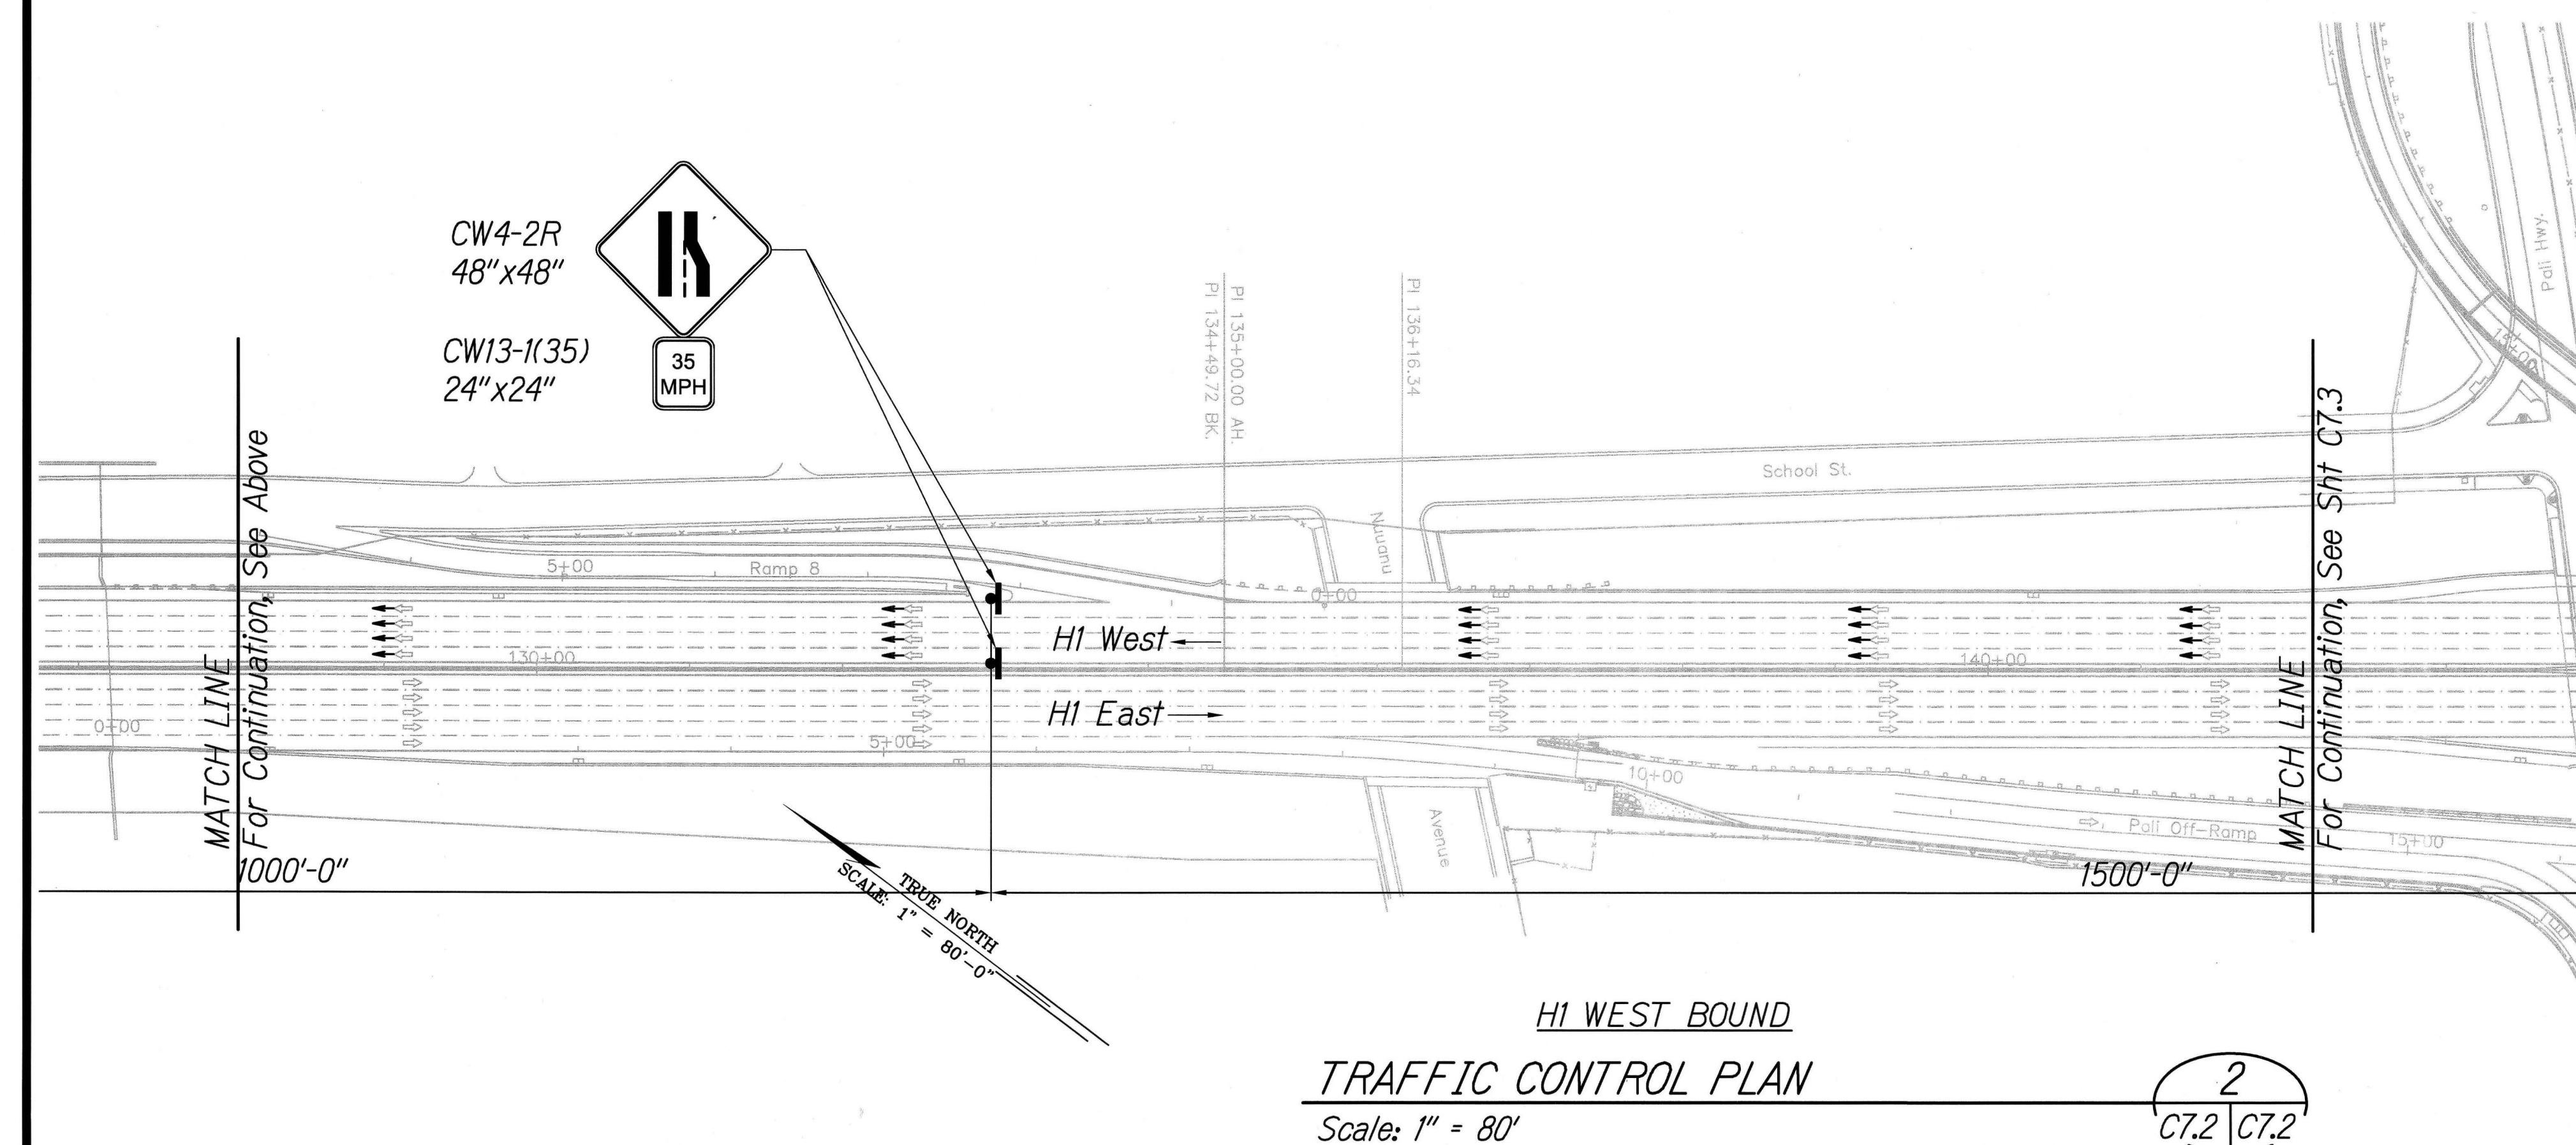 CW4-2R
48"x48"
CW13-1(35)
24"x24"
35
MPH
PI 134+49.72 BK.
PI 135+00.00 AH.
PI 136+16.34
Pali Hwy.
15+00
School St.
Nuuanu
MATCH LINE
For Continuation, See Above
5+00
Ramp 8
0+00
H1 West
130+00
140+00
H1 East
0+00
5+00
10+00
Avenue
Pali Off-Ramp
15+00
MATCH LINE
For Continuation, See Sht C7.3
1000'-0"
1500'-0"
TRUE NORTH
SCALE: 1" = 80'-0"
H1 WEST BOUND
TRAFFIC CONTROL PLAN
Scale: 1" = 80'
2
C7.2 C7.2